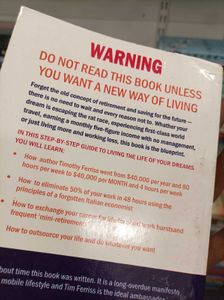 WARNING
DO NOT READ THIS BOOK UNLESS
YOU WANT A NEW WAY OF LIVING
Forget the old concept of retirement and saving for the future —
there is no need to wait and every reason not to. Whether your
dream is escaping the rat race, experiencing first-class world
travel, earning a monthly five-figure income with no management,
or just living more and working less, this book is the blueprint.
IN THIS STEP-BY-STEP GUIDE TO LIVING THE LIFE OF YOUR DREAMS
YOU WILL LEARN:
• How author Timothy Ferriss went from $40,000 per year and 80
hours per week to $40,000 per MONTH and 4 hours per week
• How to eliminate 50% of your work in 48 hours using the
principles of a forgotten Italian economist
• How to exchange your career for short work bursts and
frequent 'mini-retirements'
How to outsource your life and do whatever you want
bout time this book was written. It is a long-overdue manifesto
mobile lifestyle and Tim Ferriss is the ideal